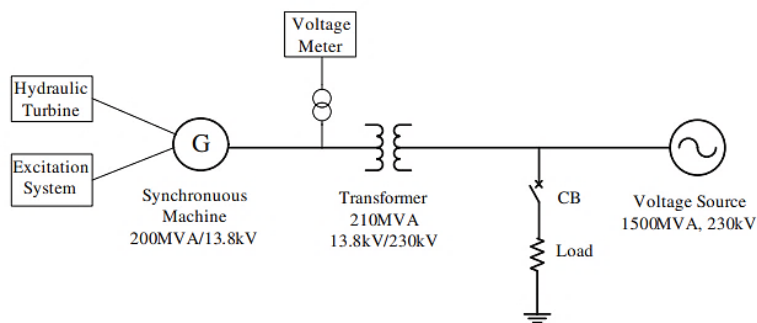 Voltage
Meter
Hydraulic
Turbine
G
Excitation
System
Synchronuous
Machine
200MVA/13.8kV
Transformer
210MVA
13.8kV/230kV
CB
Load
Voltage Source
1500MVA, 230kV